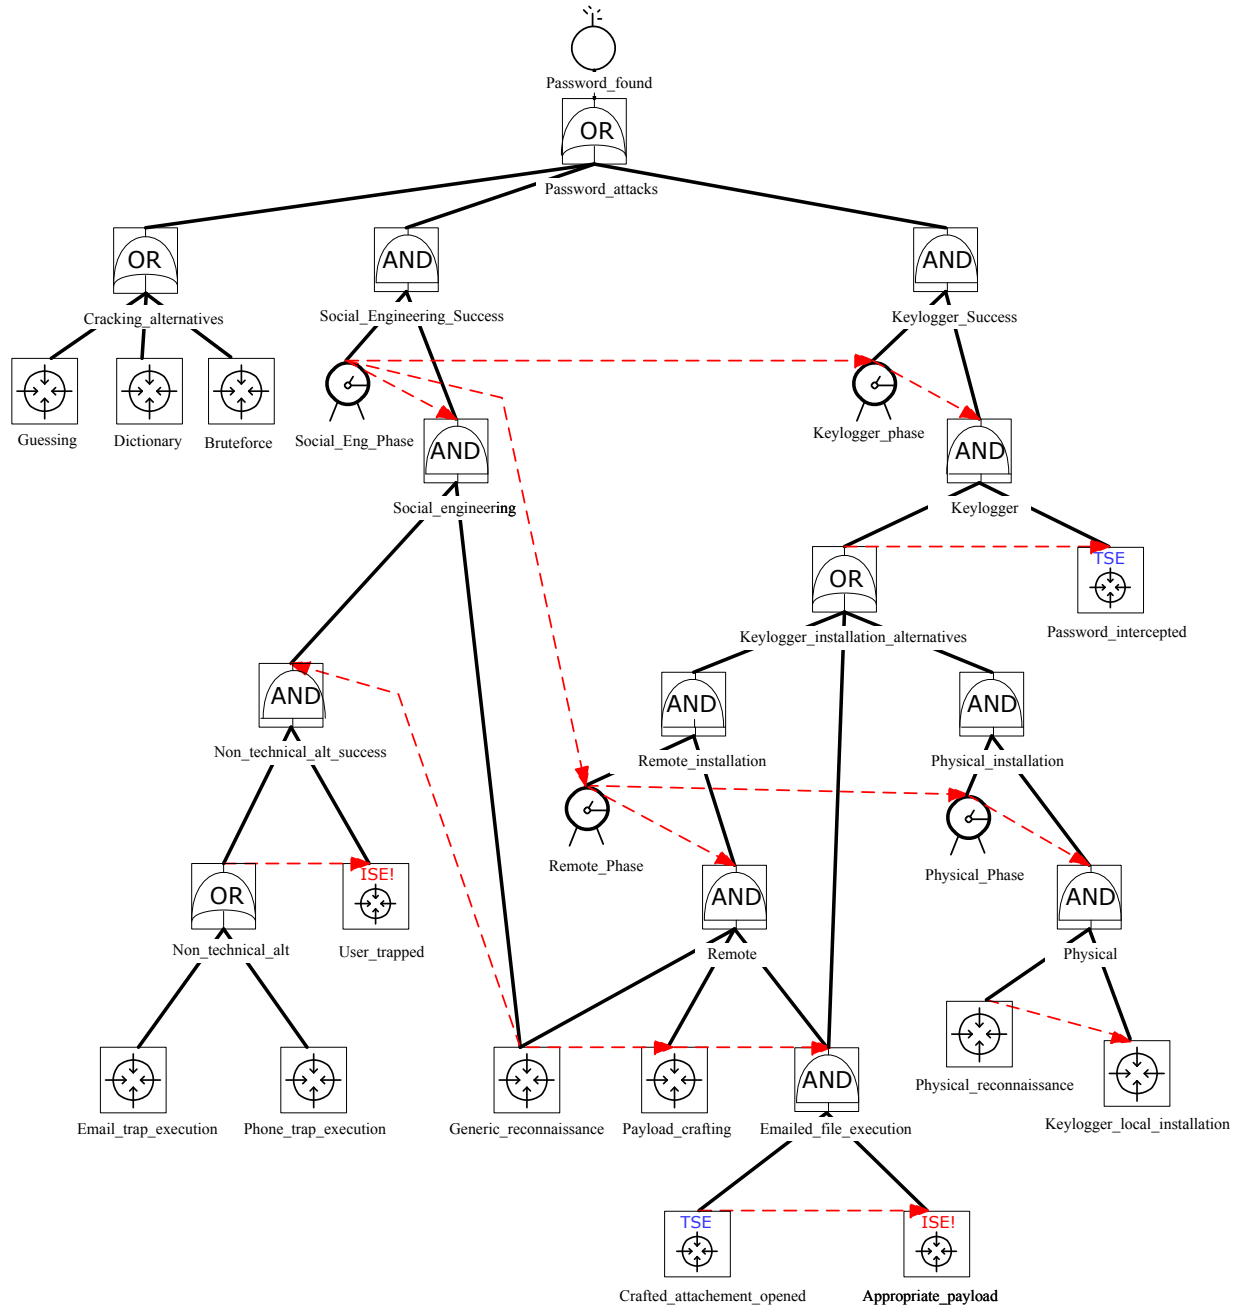 Password_found
OR
Password_attacks
OR
AND
AND
Cracking_alternatives
Social_Engineering_Success
Keylogger_Success
Guessing
Dictionary
Bruteforce
Social_Eng_Phase
Keylogger_phase
AND
AND
Social_engineering
Keylogger
TSE
OR
Password_intercepted
Keylogger_installation_alternatives
AND
AND
AND
Non_technical_alt_success
Remote_installation
Physical_installation
Remote_Phase
Physical_Phase
ISE!
OR
AND
AND
Non_technical_alt
User_trapped
Remote
Physical
AND
Physical_reconnaissance
Email_trap_execution
Phone_trap_execution
Generic_reconnaissance
Payload_crafting
Emailed_file_execution
Keylogger_local_installation
TSE
ISE!
Crafted_attachement_opened
Appropriate_payload